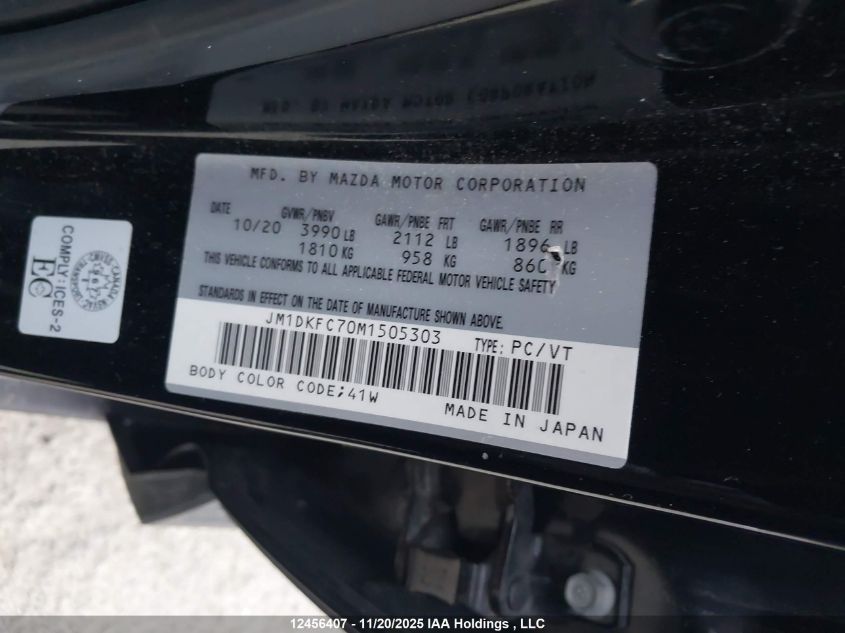 MFD. BY MAZDA MOTOR CORPORATION
DATE GVWR/PNBV GAWR/PNBE FRT GAWR/PNBE RR
10/20 3990 LB 2112 LB 1896 LB
1810 KG 958 KG 860 KG
THIS VEHICLE CONFORMS TO ALL APPLICABLE FEDERAL MOTOR VEHICLE SAFETY
STANDARDS IN EFFECT ON THE DATE OF MANUFACTURE SHOWN ABOVE.
JM1DKFC70M1505303 TYPE: PC/VT
BODY COLOR CODE;41W
MADE IN JAPAN
COMPLY:ICES-2
12456407 - 11/20/2025 IAA Holdings , LLC